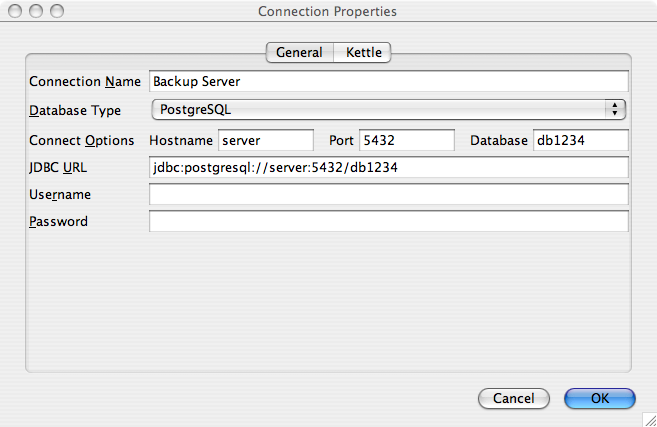 Connection Properties
General Kettle
Connection Name Backup Server
Database Type PostgreSQL
Connect Options Hostname server Port 5432 Database db1234
JDBC URL jdbc:postgresql://server:5432/db1234
Username
Password
Cancel OK